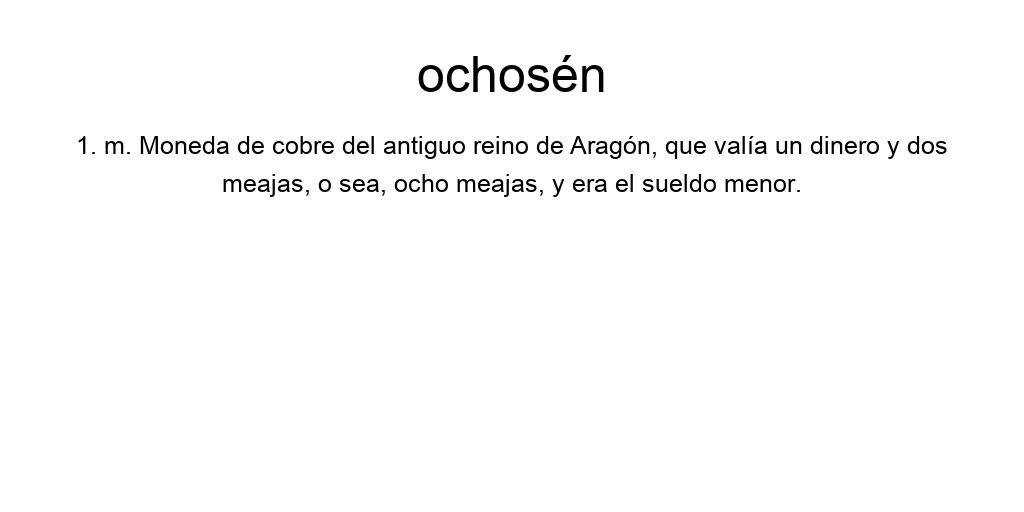 ochosén
1. m. Moneda de cobre del antiguo reino de Aragón, que valía un dinero y dos
meajas, o sea, ocho meajas, y era el sueldo menor.